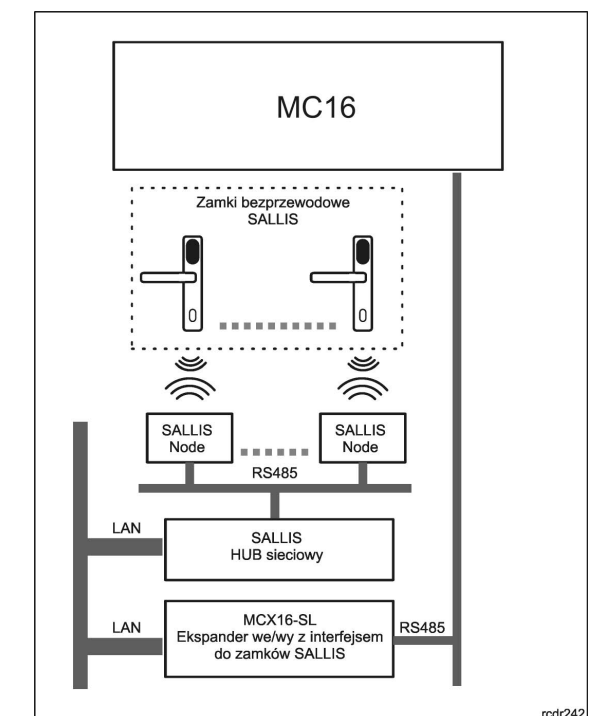 MC16
Zamki bezprzewodowe
SALLIS
SALLIS
Node
SALLIS
Node
RS485
LAN
SALLIS
HUB sieciowy
LAN
MCX16-SL
Ekspander we/wy z interfejsem
do zamków SALLIS
RS485
rcdr242